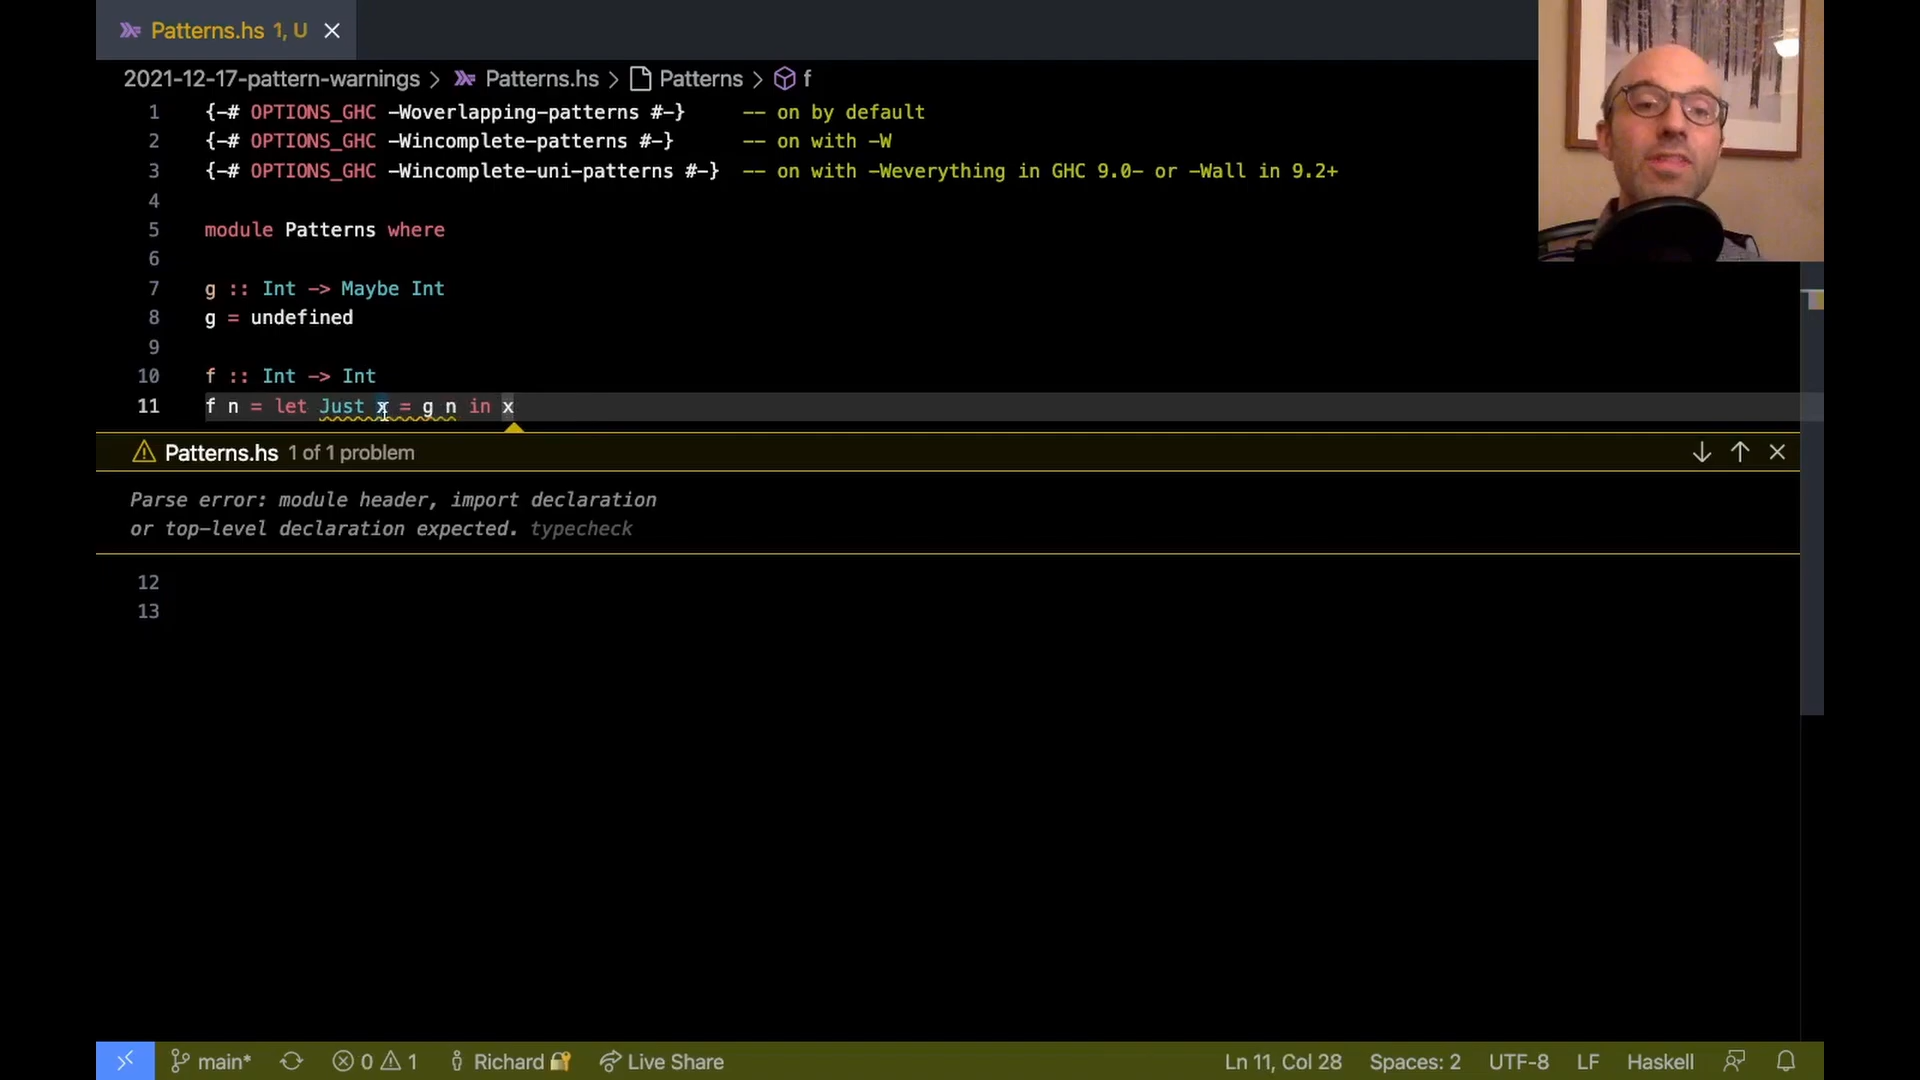 Patterns.hs 1, U
2021-12-17-pattern-warnings > Patterns.hs > Patterns > f
1 {-# OPTIONS_GHC -Woverlapping-patterns #-} -- on by default
2 {-# OPTIONS_GHC -Wincomplete-patterns #-} -- on with -W
3 {-# OPTIONS_GHC -Wincomplete-uni-patterns #-} -- on with -Weverything in GHC 9.0- or -Wall in 9.2+
4
5 module Patterns where
6
7 g :: Int -> Maybe Int
8 g = undefined
9
10 f :: Int -> Int
11 f n = let Just x = g n in x
Patterns.hs 1 of 1 problem
Parse error: module header, import declaration
or top-level declaration expected. typecheck
12
13
main* 0 1 Richard Live Share Ln 11, Col 28 Spaces: 2 UTF-8 LF Haskell